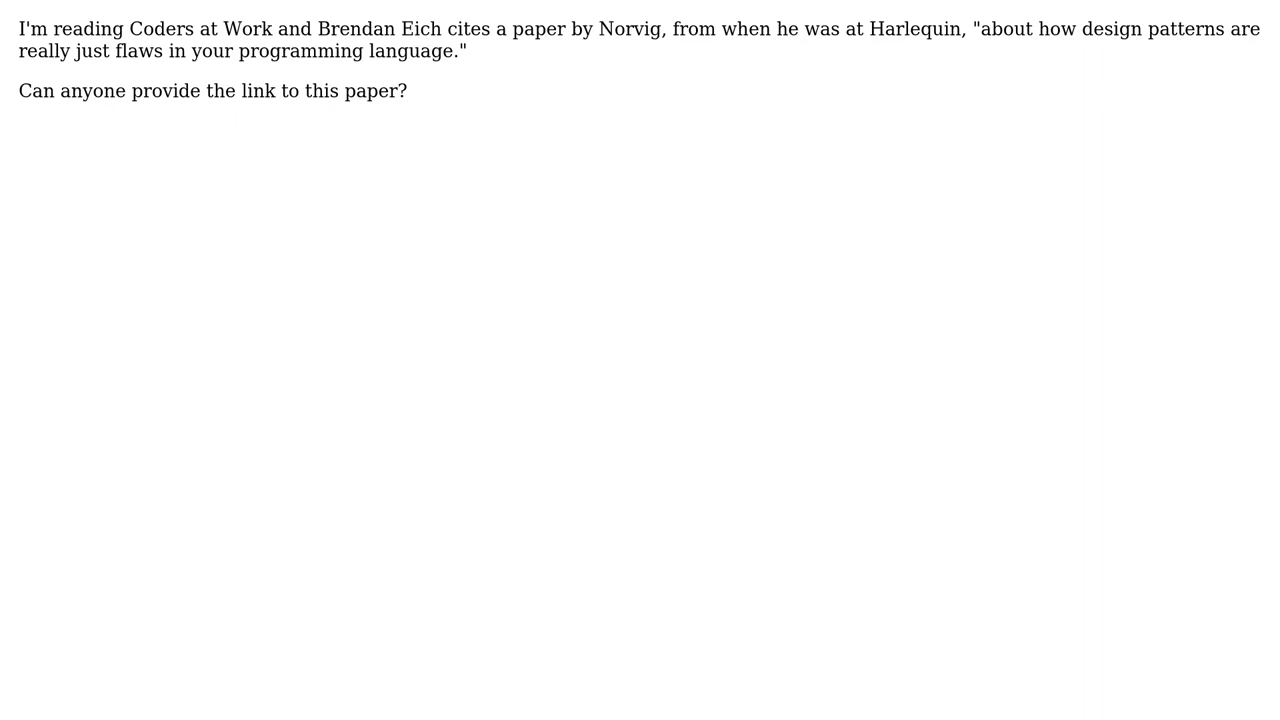 I'm reading Coders at Work and Brendan Eich cites a paper by Norvig, from when he was at Harlequin, "about how design patterns are
really just flaws in your programming language."
Can anyone provide the link to this paper?